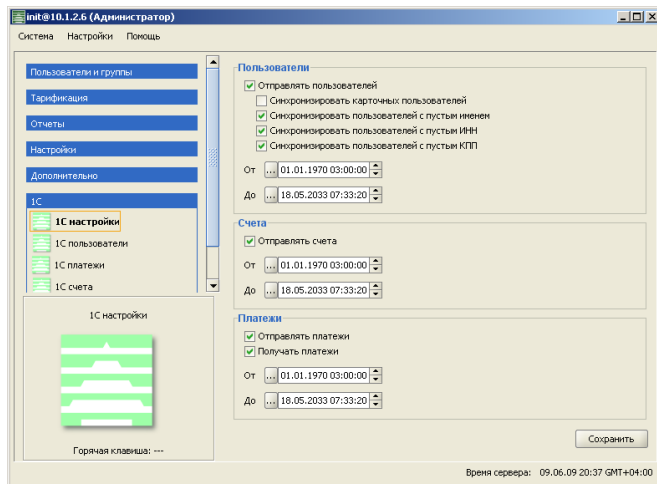 init@10.1.2.6 (Администратор)
Система Настройки Помощь
Пользователи и группы
Тарификация
Отчеты
Настройки
Дополнительно
1С
1С настройки
1С пользователи
1С платежи
1С счета
1С настройки
Горячая клавиша: ---
Пользователи
Отправлять пользователей
Синхронизировать карточных пользователей
Синхронизировать пользователей с пустым именем
Синхронизировать пользователей с пустым ИНН
Синхронизировать пользователей с пустым КПП
От ... 01.01.1970 03:00:00
До ... 18.05.2033 07:33:20
Счета
Отправлять счета
От ... 01.01.1970 03:00:00
До ... 18.05.2033 07:33:20
Платежи
Отправлять платежи
Получать платежи
От ... 01.01.1970 03:00:00
До ... 18.05.2033 07:33:20
Сохранить
Время сервера: 09.06.09 20:37 GMT+04:00